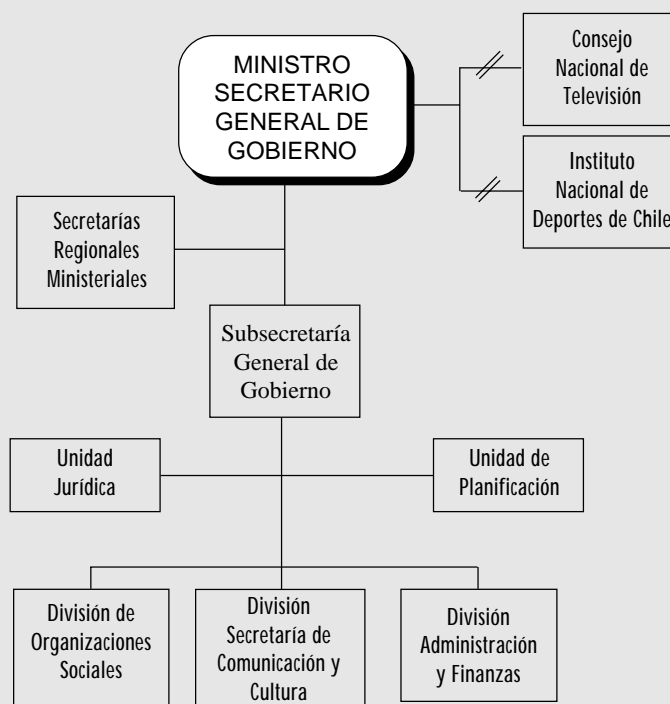 MINISTRO
SECRETARIO
GENERAL DE
GOBIERNO
Consejo
Nacional de
Televisión
Instituto
Nacional de
Deportes de Chile
Secretarías
Regionales
Ministeriales
Subsecretaría
General de
Gobierno
Unidad
Jurídica
Unidad de
Planificación
División de
Organizaciones
Sociales
División
Secretaría de
Comunicación y
Cultura
División
Administración
y Finanzas